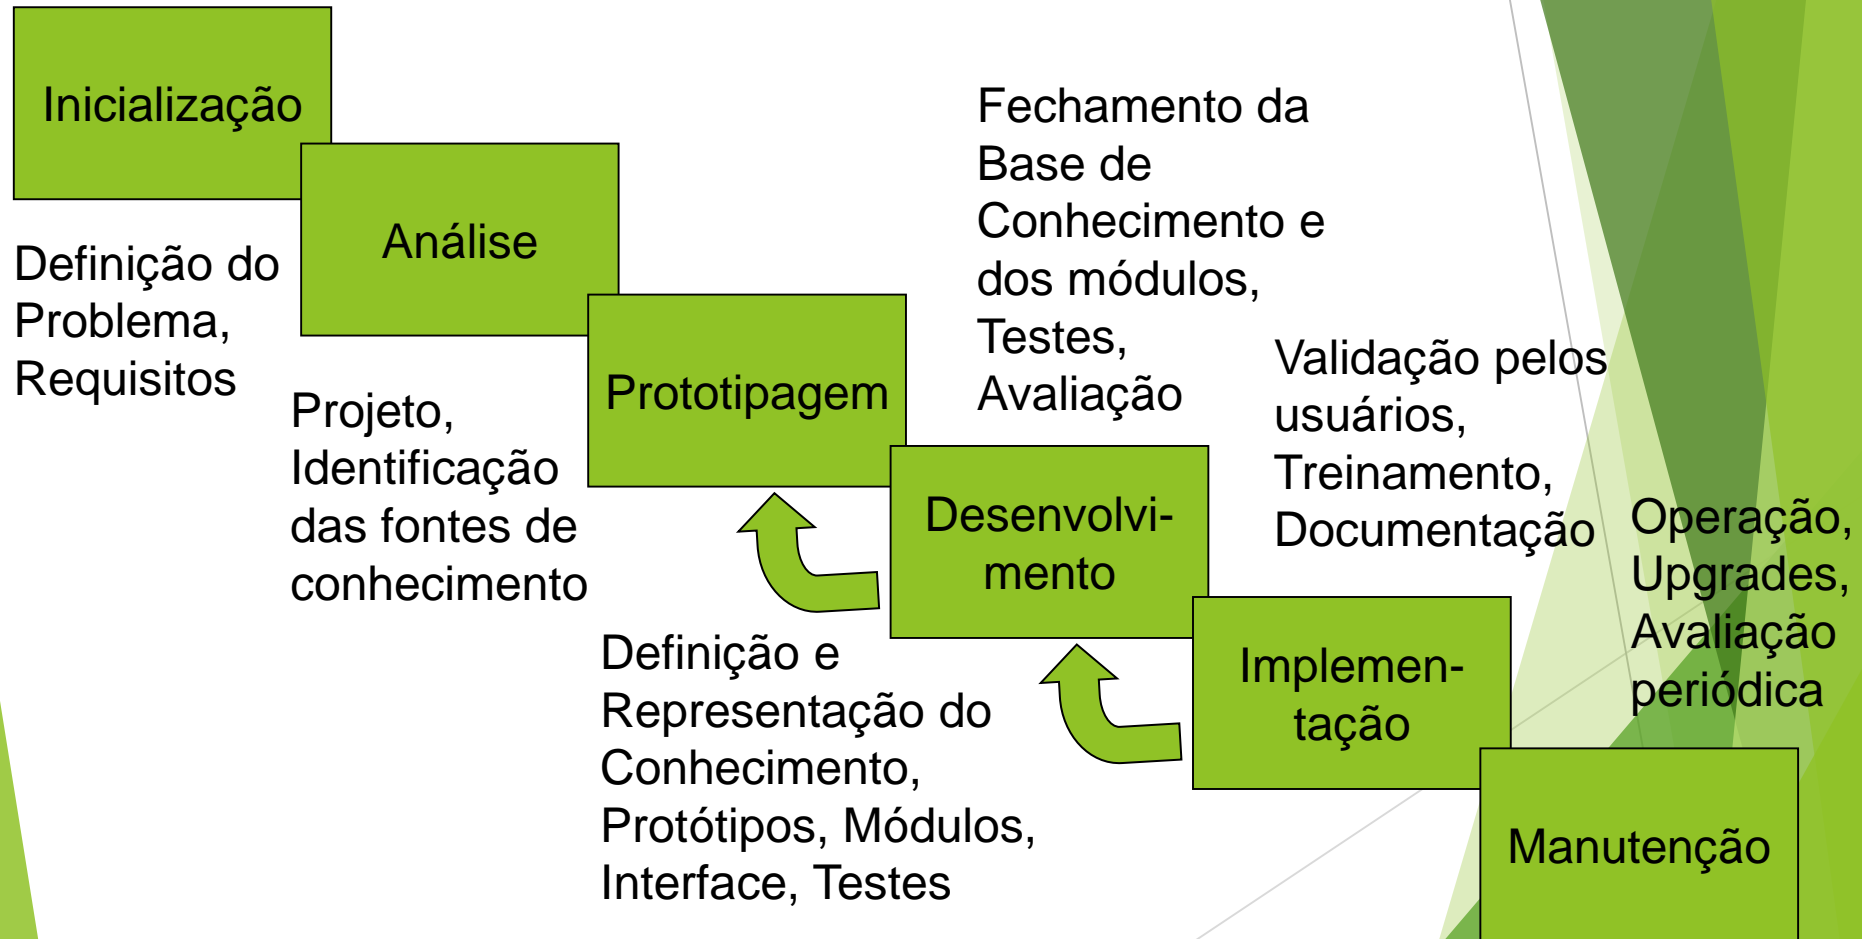 Inicialização
Definição do
Problema,
Requisitos
Análise
Projeto,
Identificação
das fontes de
conhecimento
Prototipagem
Definição e
Representação do
Conhecimento,
Protótipos, Módulos,
Interface, Testes
Desenvolvi-
mento
Fechamento da
Base de
Conhecimento e
dos módulos,
Testes,
Avaliação
Implemen-
tação
Validação pelos
usuários,
Treinamento,
Documentação
Manutenção
Operação,
Upgrades,
Avaliação
periódica